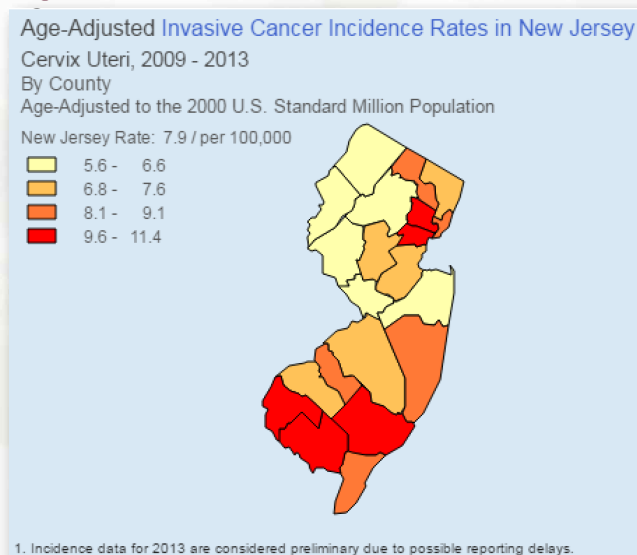 Age-Adjusted Invasive Cancer Incidence Rates in New Jersey
Cervix Uteri, 2009 - 2013
By County
Age-Adjusted to the 2000 U.S. Standard Million Population
New Jersey Rate: 7.9 / per 100,000
5.6 - 6.6
6.8 - 7.6
8.1 - 9.1
9.6 - 11.4
1. Incidence data for 2013 are considered preliminary due to possible reporting delays.